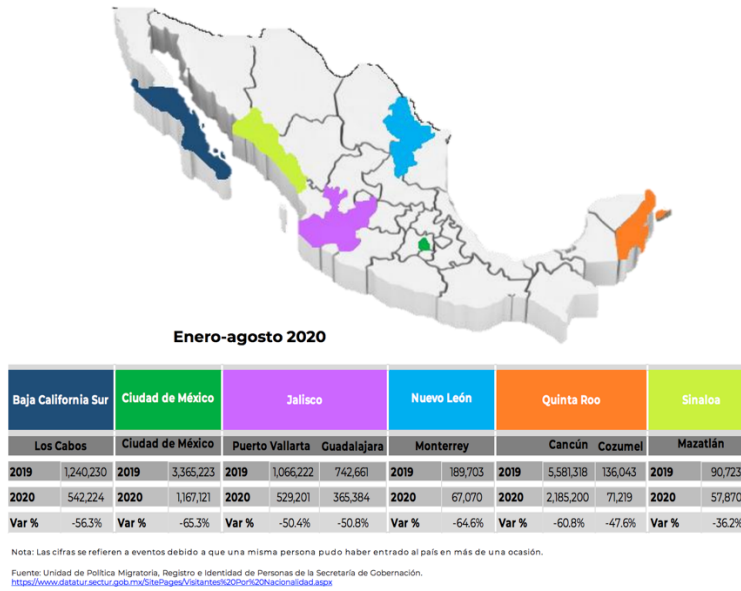 Enero-agosto 2020
Baja California Sur Ciudad de México Jalisco Nuevo León Quinta Roo Sinaloa
Los Cabos Ciudad de México Puerto Vallarta Guadalajara Monterrey Cancún Cozumel Mazatlán
2019 1,240,230 2019 3,365,223 2019 1,066,222 742,661 2019 189,703 2019 5,581,318 136,043 2019 90,723
2020 542,224 2020 1,167,121 2020 529,201 365,384 2020 67,070 2020 2,185,200 71,219 2020 57,870
Var % -56.3% Var % -65.3% Var % -50.4% -50.8% Var % -64.6% Var % -60.8% -47.6% Var % -36.2%
Nota: Las cifras se refieren a eventos debido a que una misma persona pudo haber entrado al país en más de una ocasión.
Fuente: Unidad de Política Migratoria, Registro e Identidad de Personas de la Secretaría de Gobernación.
https://www.datatur.sectur.gob.mx/SitePages/Visitantes%20Por%20Nacionalidad.aspx